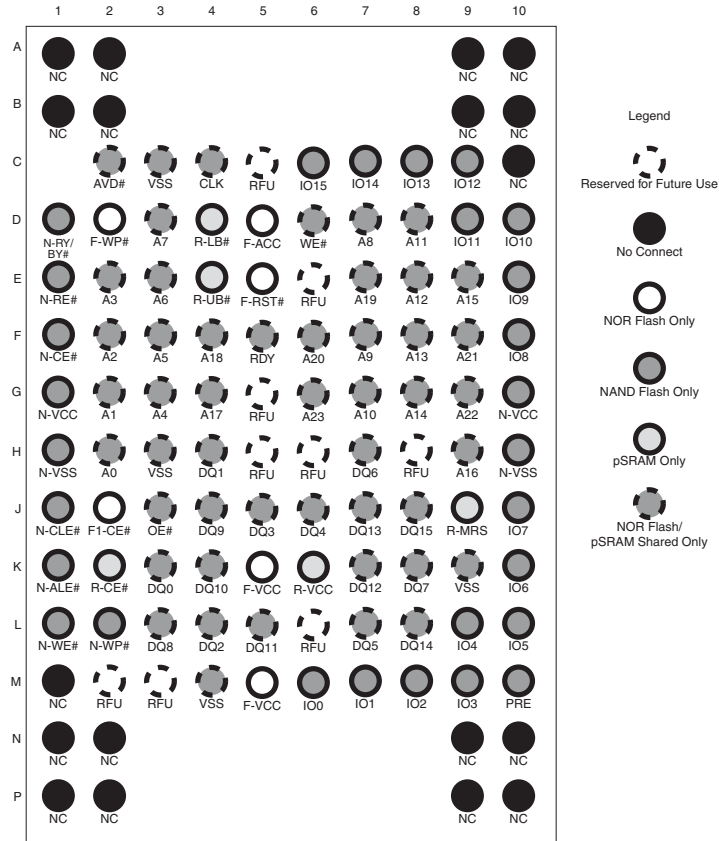 1 2 3 4 5 6 7 8 9 10
A
NC NC NC NC
B
NC NC NC NC
C
AVD# VSS CLK RFU IO15 IO14 IO13 IO12 NC
D
N-RY/ BY# F-WP# A7 R-LB# F-ACC WE# A8 A11 IO11 IO10
E
N-RE# A3 A6 R-UB# F-RST# RFU A19 A12 A15 IO9
F
N-CE# A2 A5 A18 RDY A20 A9 A13 A21 IO8
G
N-VCC A1 A4 A17 RFU A23 A10 A14 A22 N-VCC
H
N-VSS A0 VSS DQ1 RFU RFU DQ6 RFU A16 N-VSS
J
N-CLE# F1-CE# OE# DQ9 DQ3 DQ4 DQ13 DQ15 R-MRS IO7
K
N-ALE# R-CE# DQ0 DQ10 F-VCC R-VCC DQ12 DQ7 VSS IO6
L
N-WE# N-WP# DQ8 DQ2 DQ11 RFU DQ5 DQ14 IO4 IO5
M
NC RFU RFU VSS F-VCC IO0 IO1 IO2 IO3 PRE
N
NC NC NC NC
P
NC NC NC NC
Legend
Reserved for Future Use
No Connect
NOR Flash Only
NAND Flash Only
pSRAM Only
NOR Flash/
pSRAM Shared Only